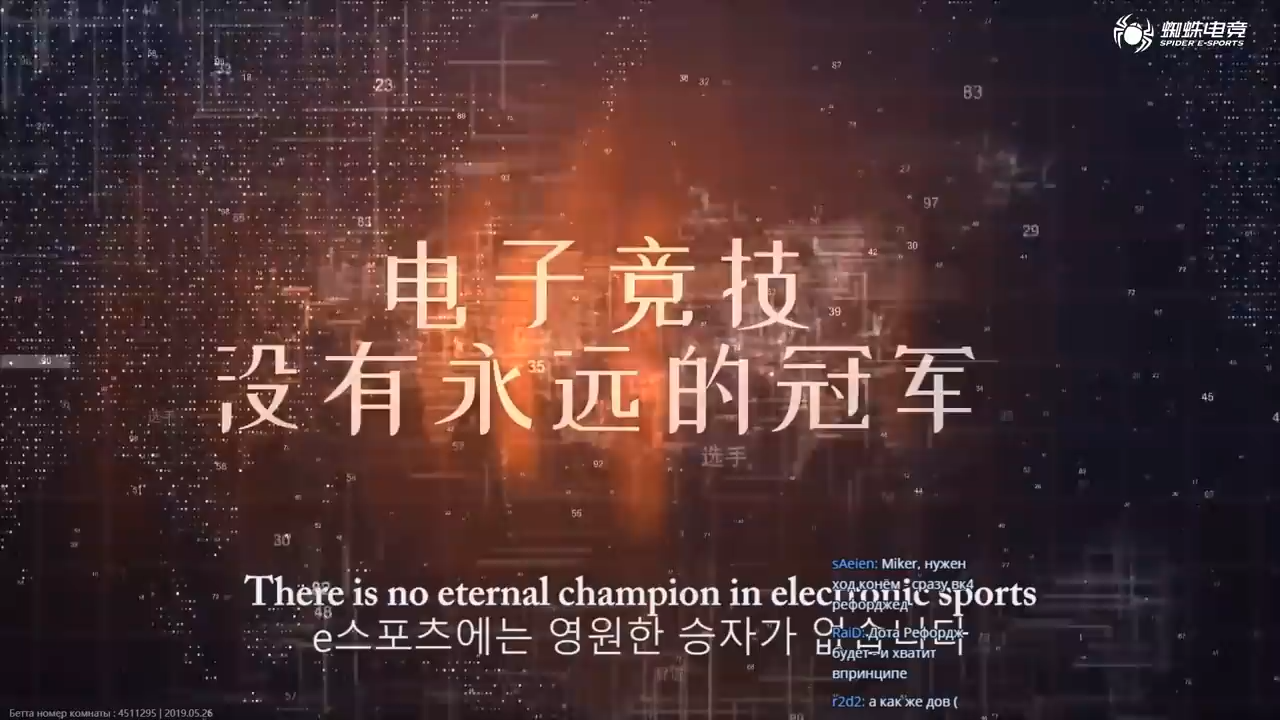 蜘蛛电竞
SPIDER E-SPORTS
电子竞技
没有永远的冠军
选手
There is no eternal champion in electronic sports
e스포츠에는 영원한 승자가 없습니다
sAeien: Miker, нужен
ход конём - сразу вк4
рефорджед
RaiD: Дота Рефордж-
будет--и хватит
впринципе
r2d2: а как же дов (
Бетта номер комнаты : 4511295 | 2019.05.26